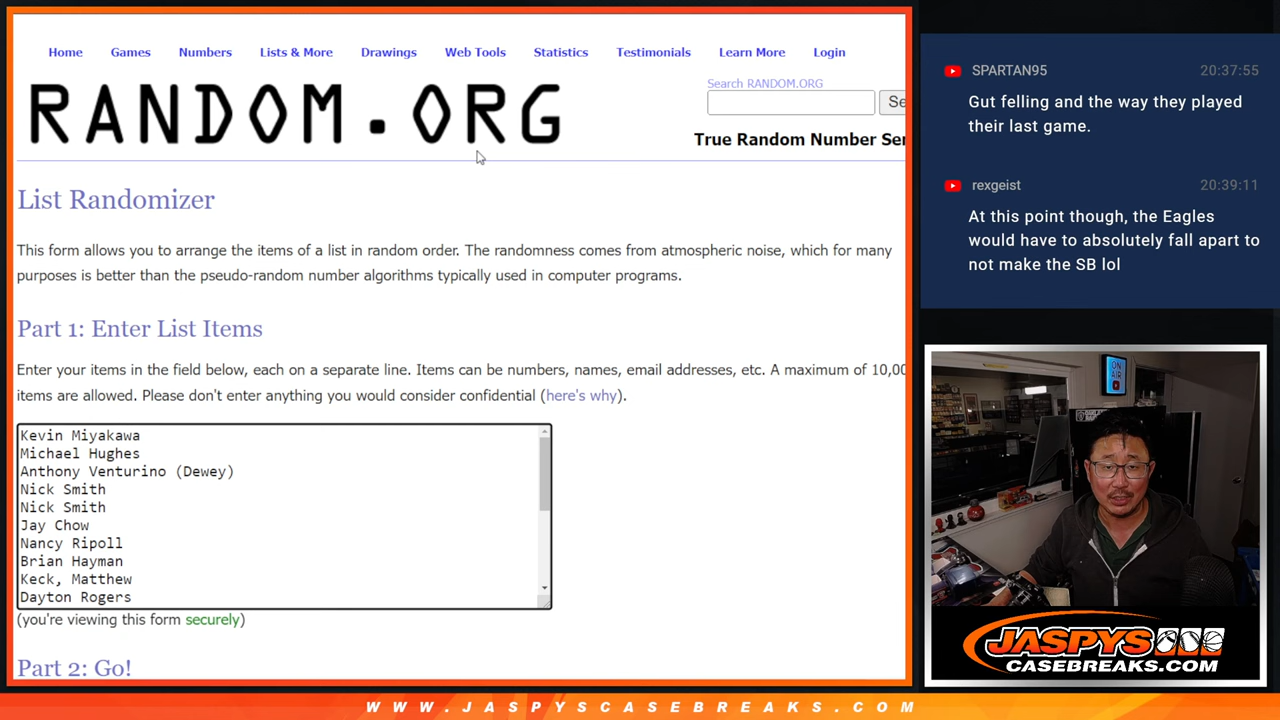 Home Games Numbers Lists & More Drawings Web Tools Statistics Testimonials Learn More Login
RANDOM.ORG
Search RANDOM.ORG
Se
True Random Number Ser
List Randomizer
This form allows you to arrange the items of a list in random order. The randomness comes from atmospheric noise, which for many
purposes is better than the pseudo-random number algorithms typically used in computer programs.
Part 1: Enter List Items
Enter your items in the field below, each on a separate line. Items can be numbers, names, email addresses, etc. A maximum of 10,00
items are allowed. Please don't enter anything you would consider confidential (here's why).
Kevin Miyakawa
Michael Hughes
Anthony Venturino (Dewey)
Nick Smith
Nick Smith
Jay Chow
Nancy Ripoll
Brian Hayman
Keck, Matthew
Dayton Rogers
(you're viewing this form securely)
Part 2: Go!
SPARTAN95 20:37:55
Gut felling and the way they played
their last game.
rexgeist 20:39:11
At this point though, the Eagles
would have to absolutely fall apart to
not make the SB lol
ON
AIR
JASPYS
CASEBREAKS.COM
WWW.JASPYSCASEBREAKS.COM